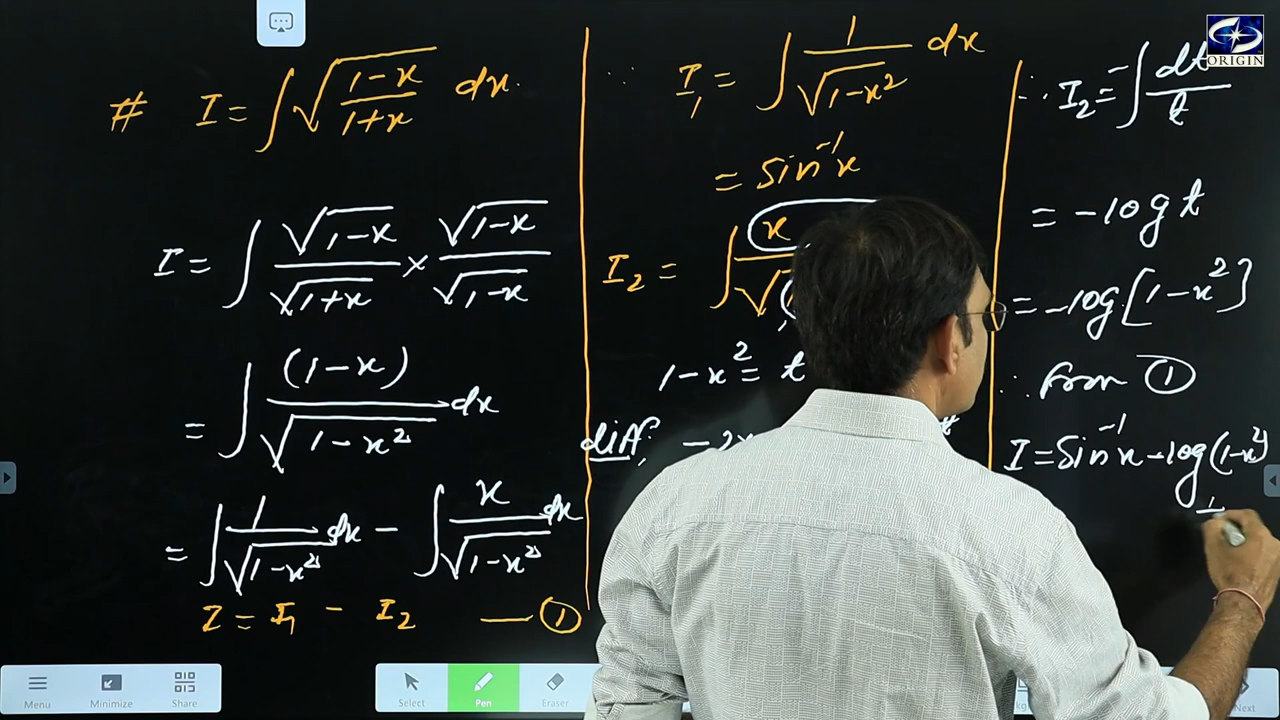 # I = ∫ √(1-x / 1+x) dx.
I = ∫ √1-x / √1+x × √1-x / √1-x
= ∫ (1-x) / √1-x² dx
= ∫ 1 / √1-x² dx - ∫ x / √1-x² dx
I = I₁ - I₂ — ①
∵ I₁ = ∫ 1 / √1-x² dx
= Sin⁻¹x
I₂ = ∫ x / √
1-x² = t
diff,
∴ I₂ = -∫ dt / t
= -log t
= -log [1-x²]
∴ from ①
I = Sin⁻¹x - log(1-x²)
ORIGIN
Menu
Minimize
Share
Select
Pen
Eraser
Next